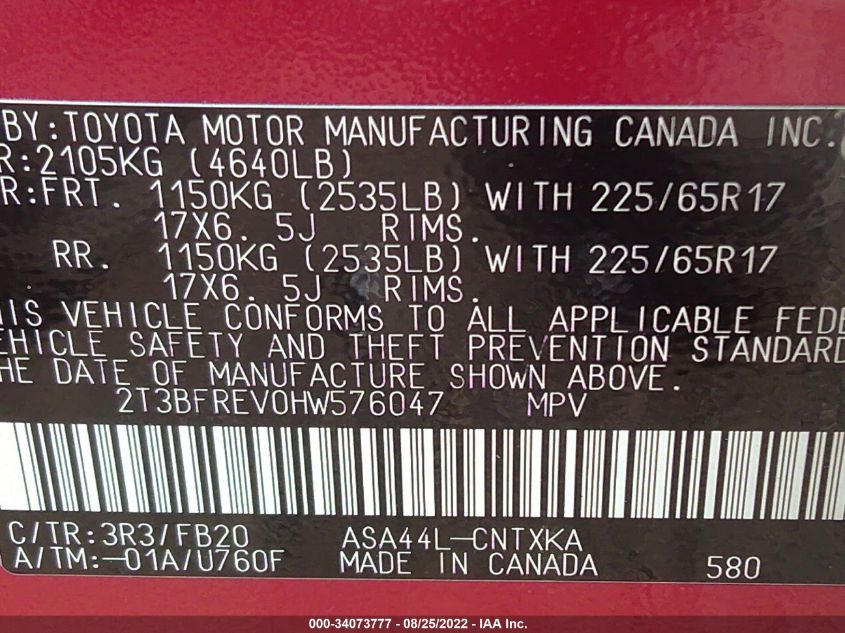 BY:TOYOTA MOTOR MANUFACTURING CANADA INC.
R:2105KG (4640LB)
R:FRT. 1150KG (2535LB) WITH 225/65R17
17X6. 5J RIMS.
RR. 1150KG (2535LB) WITH 225/65R17
17X6. 5J RIMS.
HIS VEHICLE CONFORMS TO ALL APPLICABLE FEDE
EHICLE SAFETY AND THEFT PREVENTION STANDARD
HE DATE OF MANUFACTURE SHOWN ABOVE.
2T3BFREV0HW576047 MPV
C/TR:3R3/FB20 ASA44L-CNTXKA
A/TM:-01A/U760F MADE IN CANADA 580
000-34073777 - 08/25/2022 - IAA Inc.